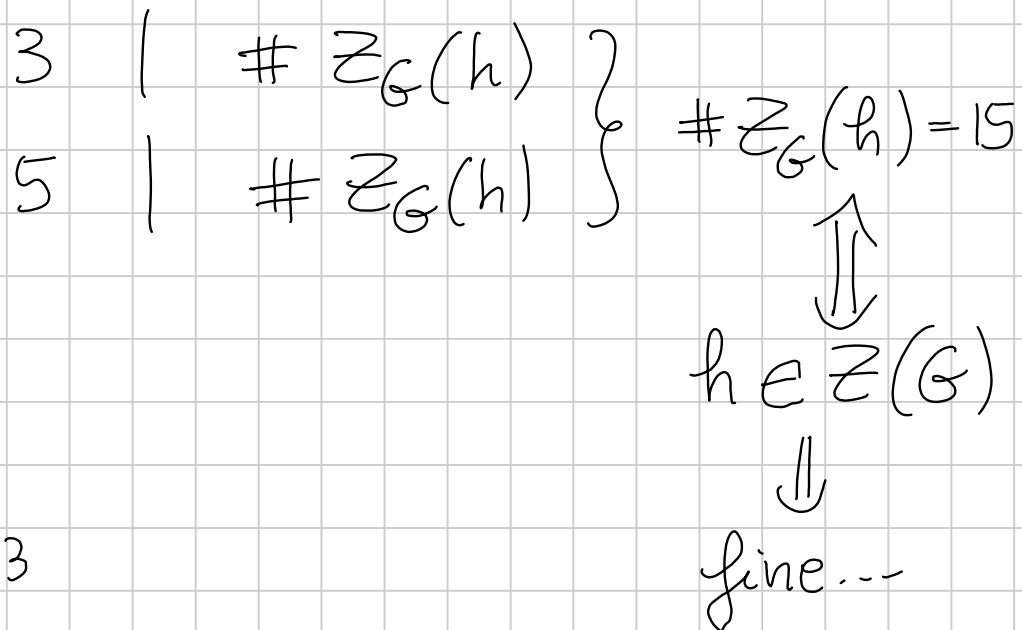 3 | # Z_G(h)
5 | # Z_G(h) } # Z_G(h) = 15
⇕
h ∈ Z(G)
⇓
3 fine...